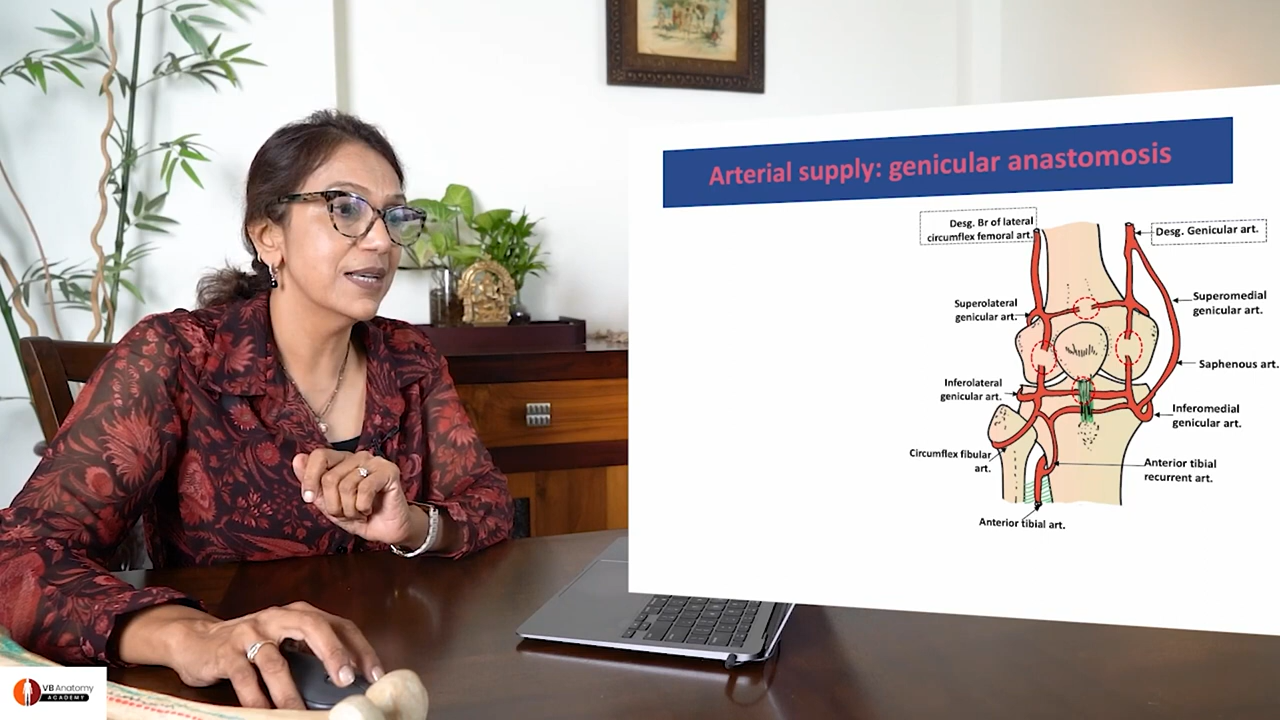 Arterial supply: genicular anastomosis
Desg. Br of lateral
circumflex femoral art.
Desg. Genicular art.
Superolateral
genicular art.
Superomedial
genicular art.
Saphenous art.
Inferolateral
genicular art.
Inferomedial
genicular art.
Circumflex fibular
art.
Anterior tibial
recurrent art.
Anterior tibial art.
VB Anatomy
ACADEMY